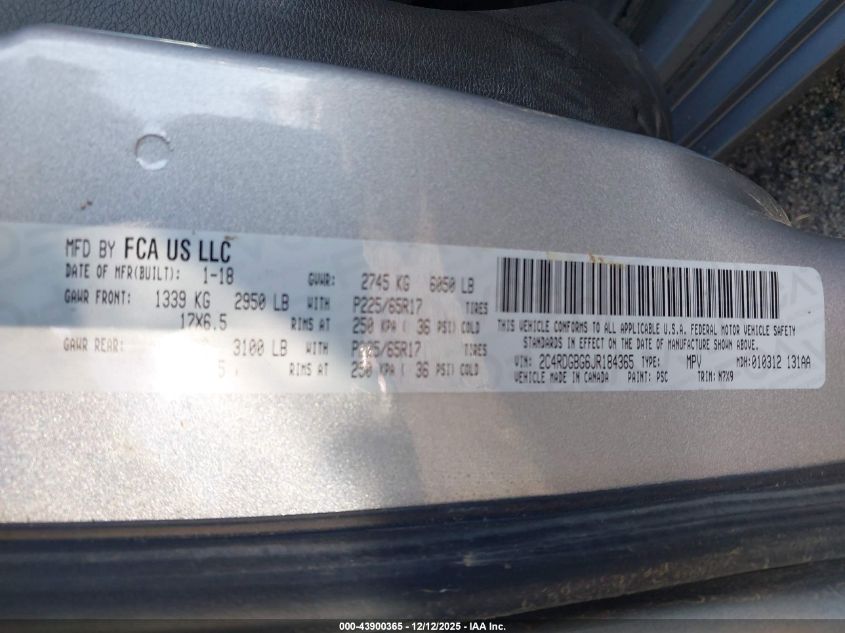 MFD BY FCA US LLC
DATE OF MFR(BUILT): 1-18 GVWR: 2745 KG 6050 LB
GAWR FRONT: 1339 KG 2950 LB WITH P225/65R17 TIRES
17X6.5 RIMS AT 250 KPA ( 36 PSI) COLD
GAWR REAR: 3100 LB WITH P225/65R17 TIRES
5 , RIMS AT 250 KPA ( 36 PSI) COLD
THIS VEHICLE CONFORMS TO ALL APPLICABLE U.S.A. FEDERAL MOTOR VEHICLE SAFETY
STANDARDS IN EFFECT ON THE DATE OF MANUFACTURE SHOWN ABOVE.
VIN: 2C4RDGBG6JR184365 TYPE: MPV MDH:010312 131AA
VEHICLE MADE IN CANADA PAINT: PSC TRIM: N7X9
000-43900365 - 12/12/2025 - IAA Inc.